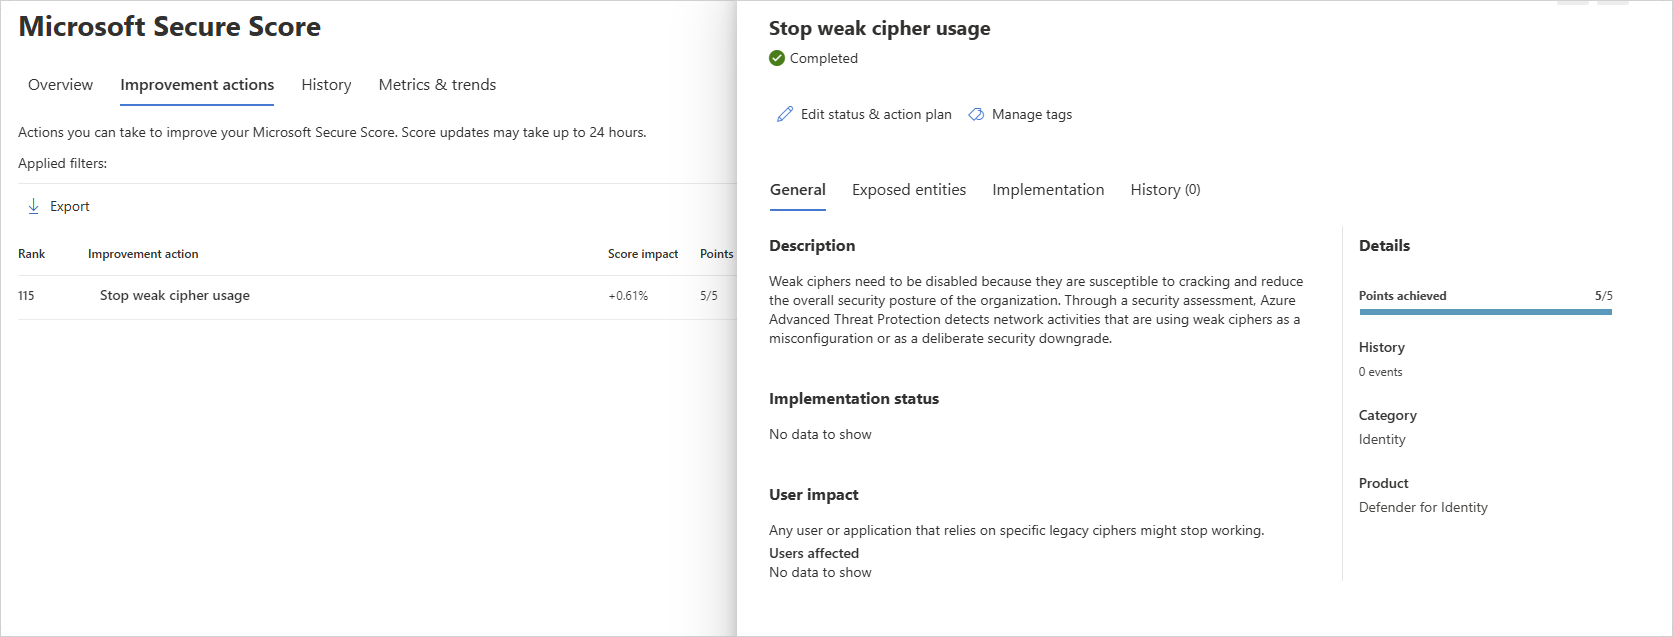 Microsoft Secure Score
Overview Improvement actions History Metrics & trends
Actions you can take to improve your Microsoft Secure Score. Score updates may take up to 24 hours.
Applied filters:
Export
Rank Improvement action Score impact Points
115 Stop weak cipher usage +0.61% 5/5
Stop weak cipher usage
Completed
Edit status & action plan Manage tags
General Exposed entities Implementation History (0)
Description
Weak ciphers need to be disabled because they are susceptible to cracking and reduce
the overall security posture of the organization. Through a security assessment, Azure
Advanced Threat Protection detects network activities that are using weak ciphers as a
misconfiguration or as a deliberate security downgrade.
Implementation status
No data to show
User impact
Any user or application that relies on specific legacy ciphers might stop working.
Users affected
No data to show
Details
Points achieved 5/5
History
0 events
Category
Identity
Product
Defender for Identity